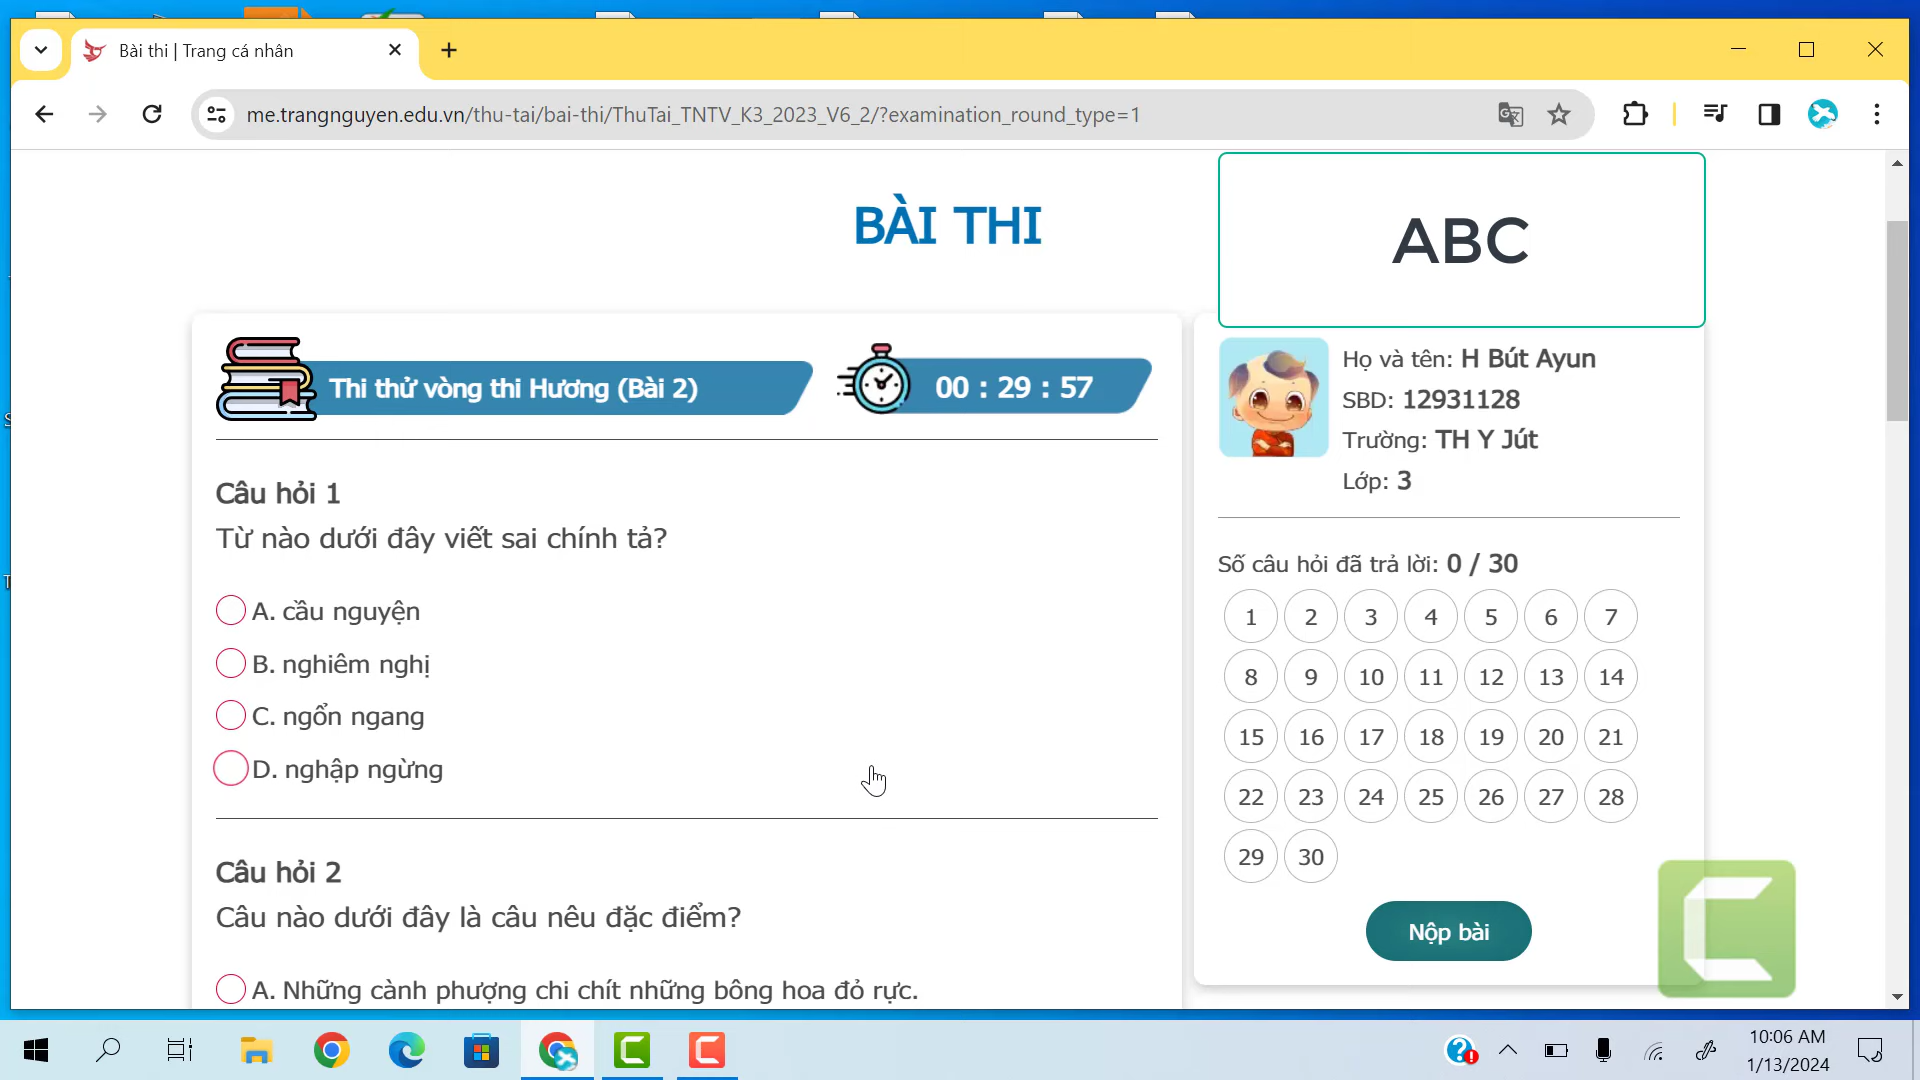 Bài thi | Trang cá nhân
me.trangnguyen.edu.vn/thu-tai/bai-thi/ThuTai_TNTV_K3_2023_V6_2/?examination_round_type=1
BÀI THI
ABC
Thi thử vòng thi Hương (Bài 2)
00 : 29 : 57
Họ và tên: H Bút Ayun
SBD: 12931128
Trường: TH Y Jút
Lớp: 3
Câu hỏi 1
Từ nào dưới đây viết sai chính tả?
A. cầu nguyện
B. nghiêm nghị
C. ngổn ngang
D. nghập ngừng
Câu hỏi 2
Câu nào dưới đây là câu nêu đặc điểm?
A. Những cành phượng chi chít những bông hoa đỏ rực.
Số câu hỏi đã trả lời: 0 / 30
1 2 3 4 5 6 7
8 9 10 11 12 13 14
15 16 17 18 19 20 21
22 23 24 25 26 27 28
29 30
Nộp bài
10:06 AM
1/13/2024